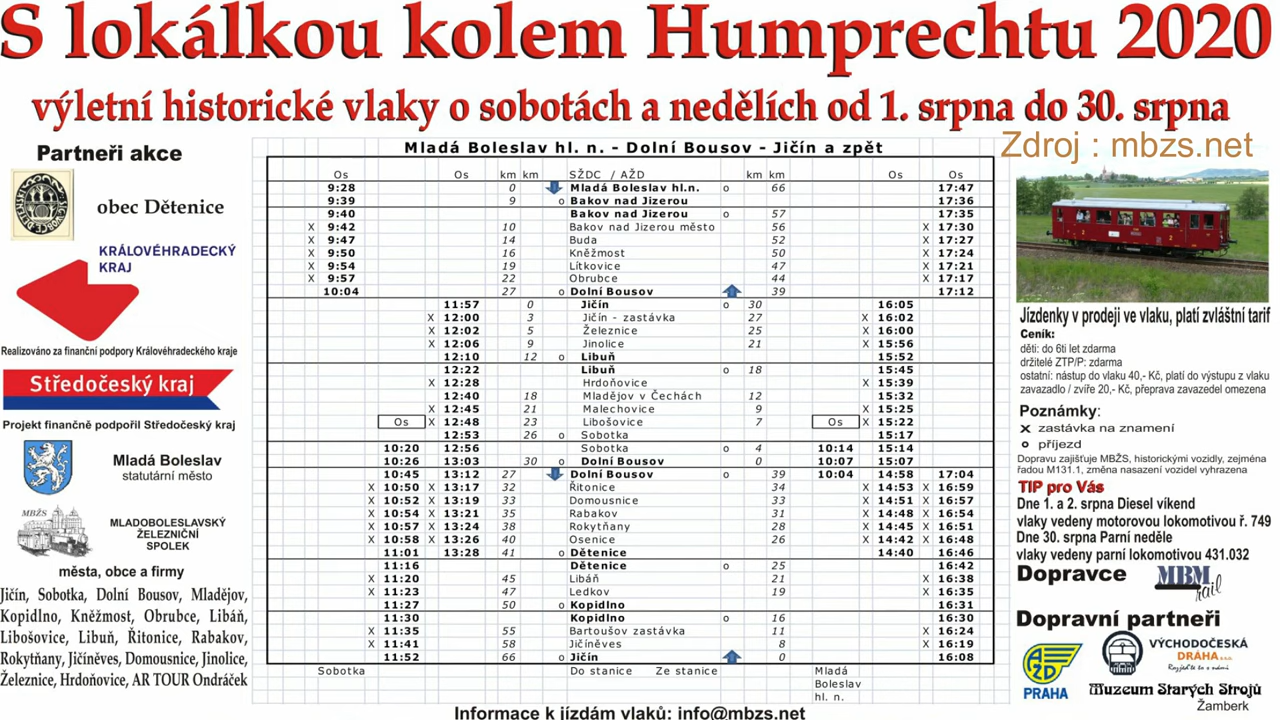 S lokálkou kolem Humprechtu 2020
výletní historické vlaky o sobotách a nedělích od 1. srpna do 30. srpna
Zdroj : mbzs.net
Partneři akce
obec Dětenice
KRÁLOVÉHRADECKÝ
KRAJ
Realizováno za finanční podpory Královéhradeckého kraje
Středočeský kraj
Projekt finančně podpořil Středočeský kraj
Mladá Boleslav
statutární město
MBŽS
MLADOBOLESLAVSKÝ
ŽELEZNIČNÍ
SPOLEK
města, obce a firmy
Jičín, Sobotka, Dolní Bousov, Mladějov,
Kopidlno, Kněžmost, Obrubce, Libáň,
Libošovice, Libuň, Řitonice, Rabakov,
Rokytňany, Jičíněves, Domousnice, Jinolice,
Železnice, Hrdoňovice, AR TOUR Ondráček
Mladá Boleslav hl. n. - Dolní Bousov - Jičín a zpět
Os Os km km SŽDC / AŽD km km Os Os
9:28 0 Mladá Boleslav hl.n. o 66 17:47
9:39 9 o Bakov nad Jizerou 17:36
9:40 Bakov nad Jizerou o 57 17:35
X 9:42 10 Bakov nad Jizerou město 56 X 17:30
X 9:47 14 Buda 52 X 17:27
X 9:50 16 Kněžmost 50 X 17:24
X 9:54 19 Lítkovice 47 X 17:21
X 9:57 22 Obrubce 44 X 17:17
10:04 27 o Dolní Bousov 39 17:12
11:57 0 Jičín o 30 16:05
X 12:00 3 Jičín - zastávka 27 X 16:02
X 12:02 5 Železnice 25 X 16:00
X 12:06 9 Jinolice 21 X 15:56
12:10 12 o Libuň 15:52
12:22 Libuň o 18 15:45
X 12:28 Hrdoňovice X 15:39
12:40 18 Mladějov v Čechách 12 15:32
X 12:45 21 Malechovice 9 X 15:25
Os X 12:48 23 Libošovice 7 Os X 15:22
12:53 26 o Sobotka 15:17
10:20 12:56 Sobotka o 4 10:14 15:14
10:26 13:03 30 o Dolní Bousov 0 10:07 15:07
10:45 13:12 27 Dolní Bousov o 39 10:04 14:58 17:04
X 10:50 X 13:17 32 Řitonice 34 X 14:53 X 16:59
X 10:52 X 13:19 33 Domousnice 33 X 14:51 X 16:57
X 10:54 X 13:21 35 Rabakov 31 X 14:48 X 16:54
X 10:57 X 13:24 38 Rokytňany 28 X 14:45 X 16:51
X 10:58 X 13:26 40 Osenice 26 X 14:42 X 16:48
11:01 13:28 41 o Dětenice 14:40 16:46
11:16 Dětenice o 25 16:42
X 11:20 45 Libáň 21 X 16:38
X 11:23 47 Ledkov 19 X 16:35
11:27 50 o Kopidlno 16:31
11:30 Kopidlno o 16 16:30
X 11:35 55 Bartoušov zastávka 11 X 16:24
X 11:41 58 Jičíněves 8 X 16:19
11:52 66 o Jičín 0 16:08
Sobotka Do stanice Ze stanice Mladá
Boleslav
hl. n.
Informace k jízdám vlaků: info@mbzs.net
Jízdenky v prodeji ve vlaku, platí zvláštní tarif
Ceník:
děti: do 6ti let zdarma
držitelé ZTP/P: zdarma
ostatní: nástup do vlaku 40,- Kč, platí do výstupu z vlaku
zavazadlo / zvíře 20,- Kč, přeprava zavazedel omezena
Poznámky:
x zastávka na znamení
o příjezd
Dopravu zajišťuje MBŽS, historickými vozidly, zejména
řadou M131.1, změna nasazení vozidel vyhrazena
TIP pro Vás
Dne 1. a 2. srpna Diesel víkend
vlaky vedeny motorovou lokomotivou ř. 749
Dne 30. srpna Parní neděle
vlaky vedeny parní lokomotivou 431.032
Dopravce
MBM
rail
Dopravní partneři
AŽD
PRAHA
VÝCHODOČESKÁ
DRÁHA s.r.o.
Rozjeďte to s námi
Muzeum Starých Strojů
Žamberk